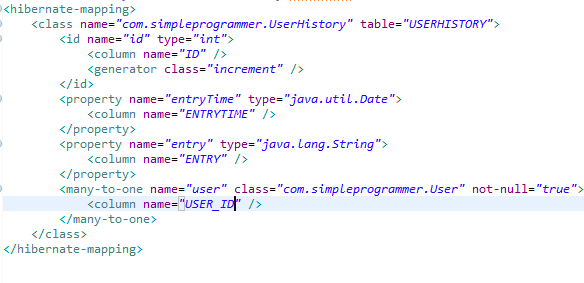 <hibernate-mapping>
<class name="com.simpleprogrammer.UserHistory" table="USERHISTORY">
<id name="id" type="int">
<column name="ID" />
<generator class="increment" />
</id>
<property name="entryTime" type="java.util.Date">
<column name="ENTRYTIME" />
</property>
<property name="entry" type="java.lang.String">
<column name="ENTRY" />
</property>
<many-to-one name="user" class="com.simpleprogrammer.User" not-null="true">
<column name="USER_ID" />
</many-to-one>
</class>
</hibernate-mapping>